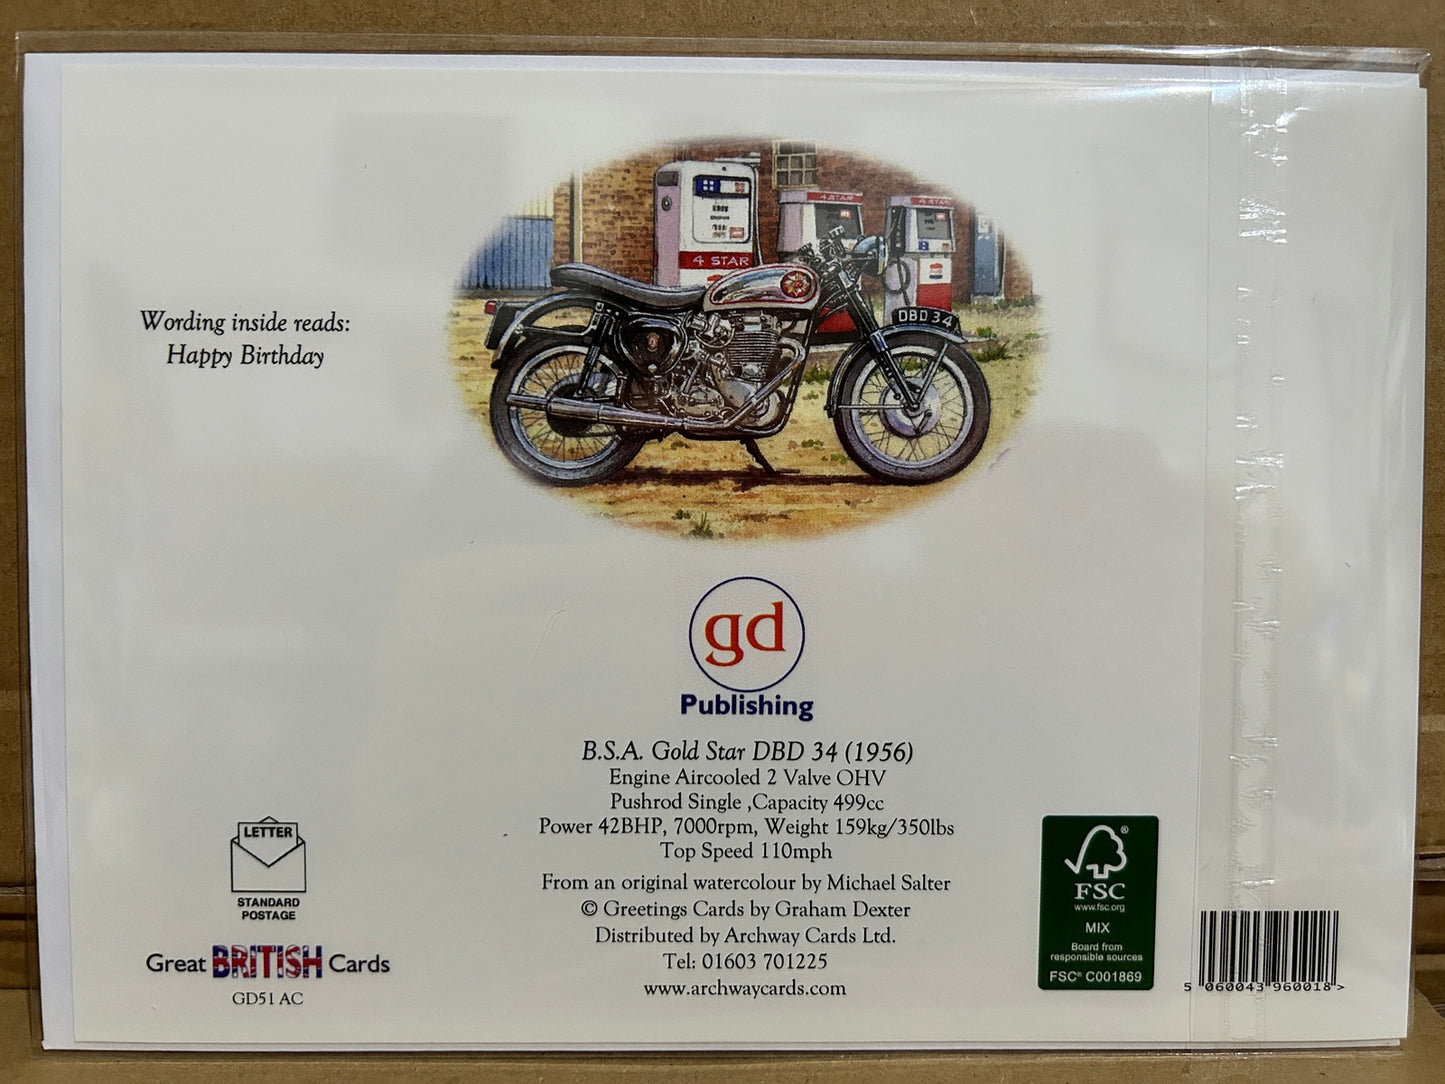 4 STAR
4 STAR
4 STAR
DBD 34
Wording inside reads:
Happy Birthday
gd
Publishing
B.S.A. Gold Star DBD 34 (1956)
Engine Aircooled 2 Valve OHV
Pushrod Single ,Capacity 499cc
Power 42BHP, 7000rpm, Weight 159kg/350lbs
Top Speed 110mph
From an original watercolour by Michael Salter
© Greetings Cards by Graham Dexter
Distributed by Archway Cards Ltd.
Tel: 01603 701225
www.archwaycards.com
LETTER
STANDARD
POSTAGE
Great BRITISH Cards
GD51 AC
®
FSC
www.fsc.org
MIX
Board from
responsible sources
FSC® C001869
5 060043 960018 >